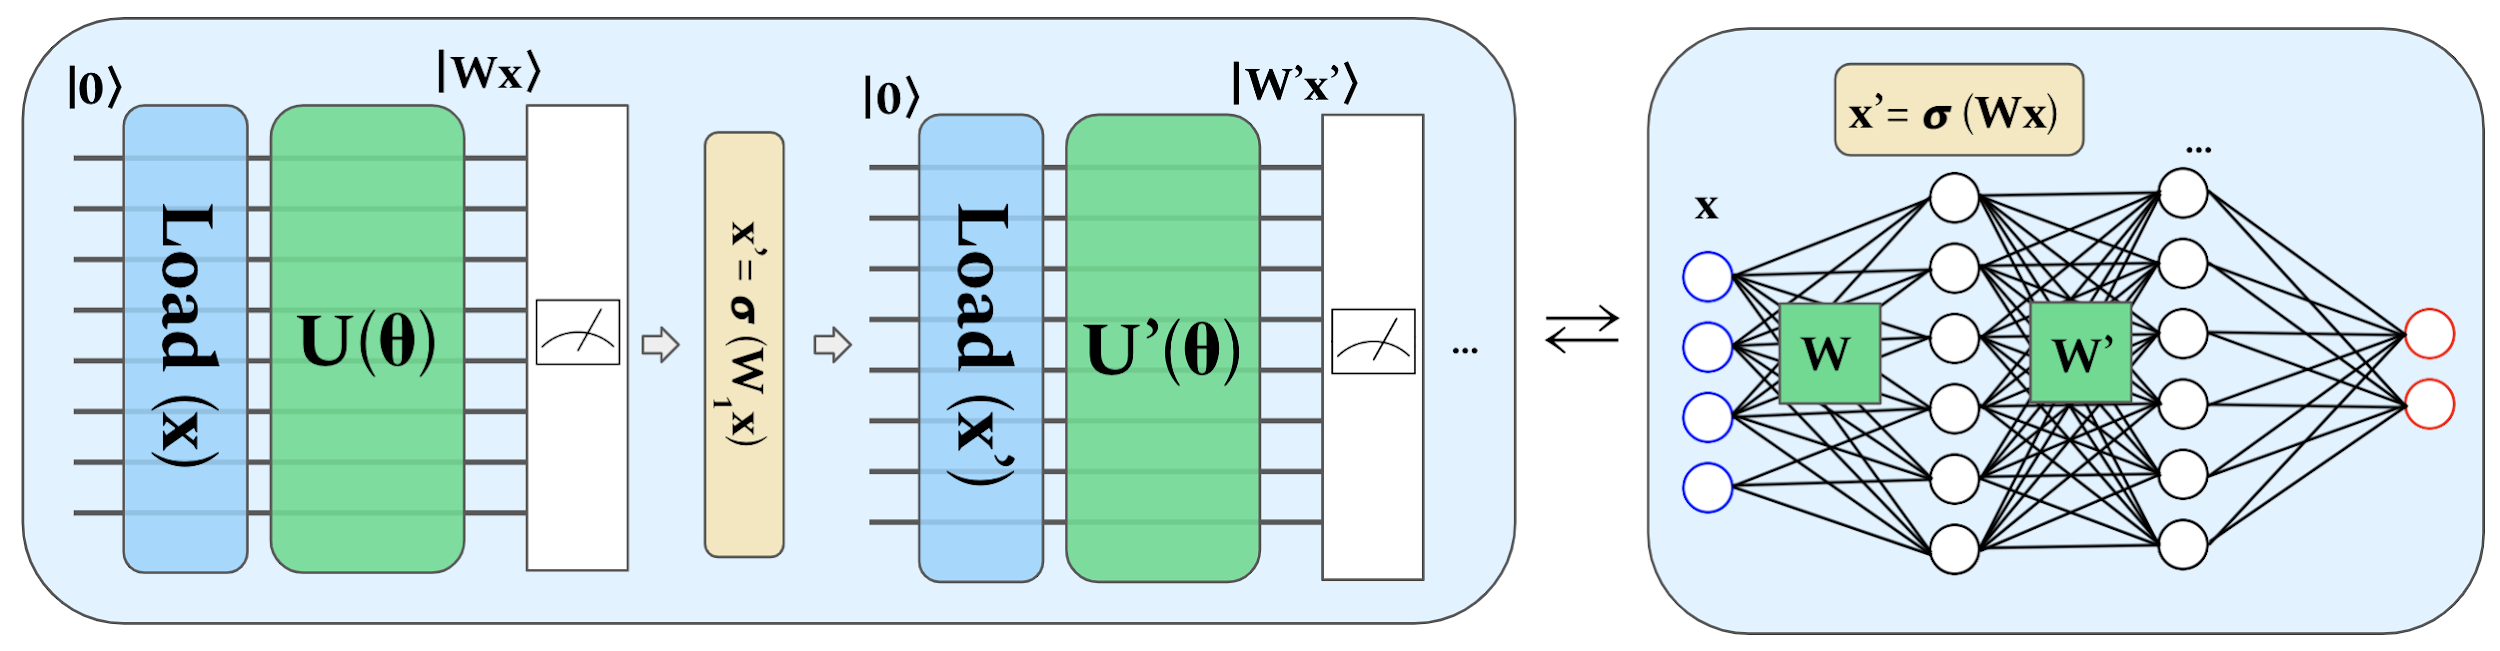 |0⟩
Load (x)
U(θ)
|Wx⟩
x’= σ (W₁x)
|0⟩
Load (x’)
U’(θ)
|W’x’⟩
...
x’= σ (Wx)
x
W
W’
...